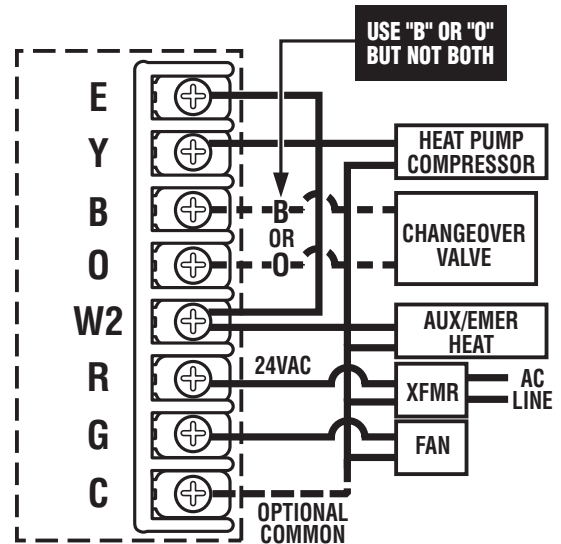 USE "B" OR "O"
BUT NOT BOTH
E
Y
B
O
W2
R
G
C
B
OR
O
24VAC
OPTIONAL
COMMON
HEAT PUMP
COMPRESSOR
CHANGEOVER
VALVE
AUX/EMER
HEAT
XFMR
AC
LINE
FAN